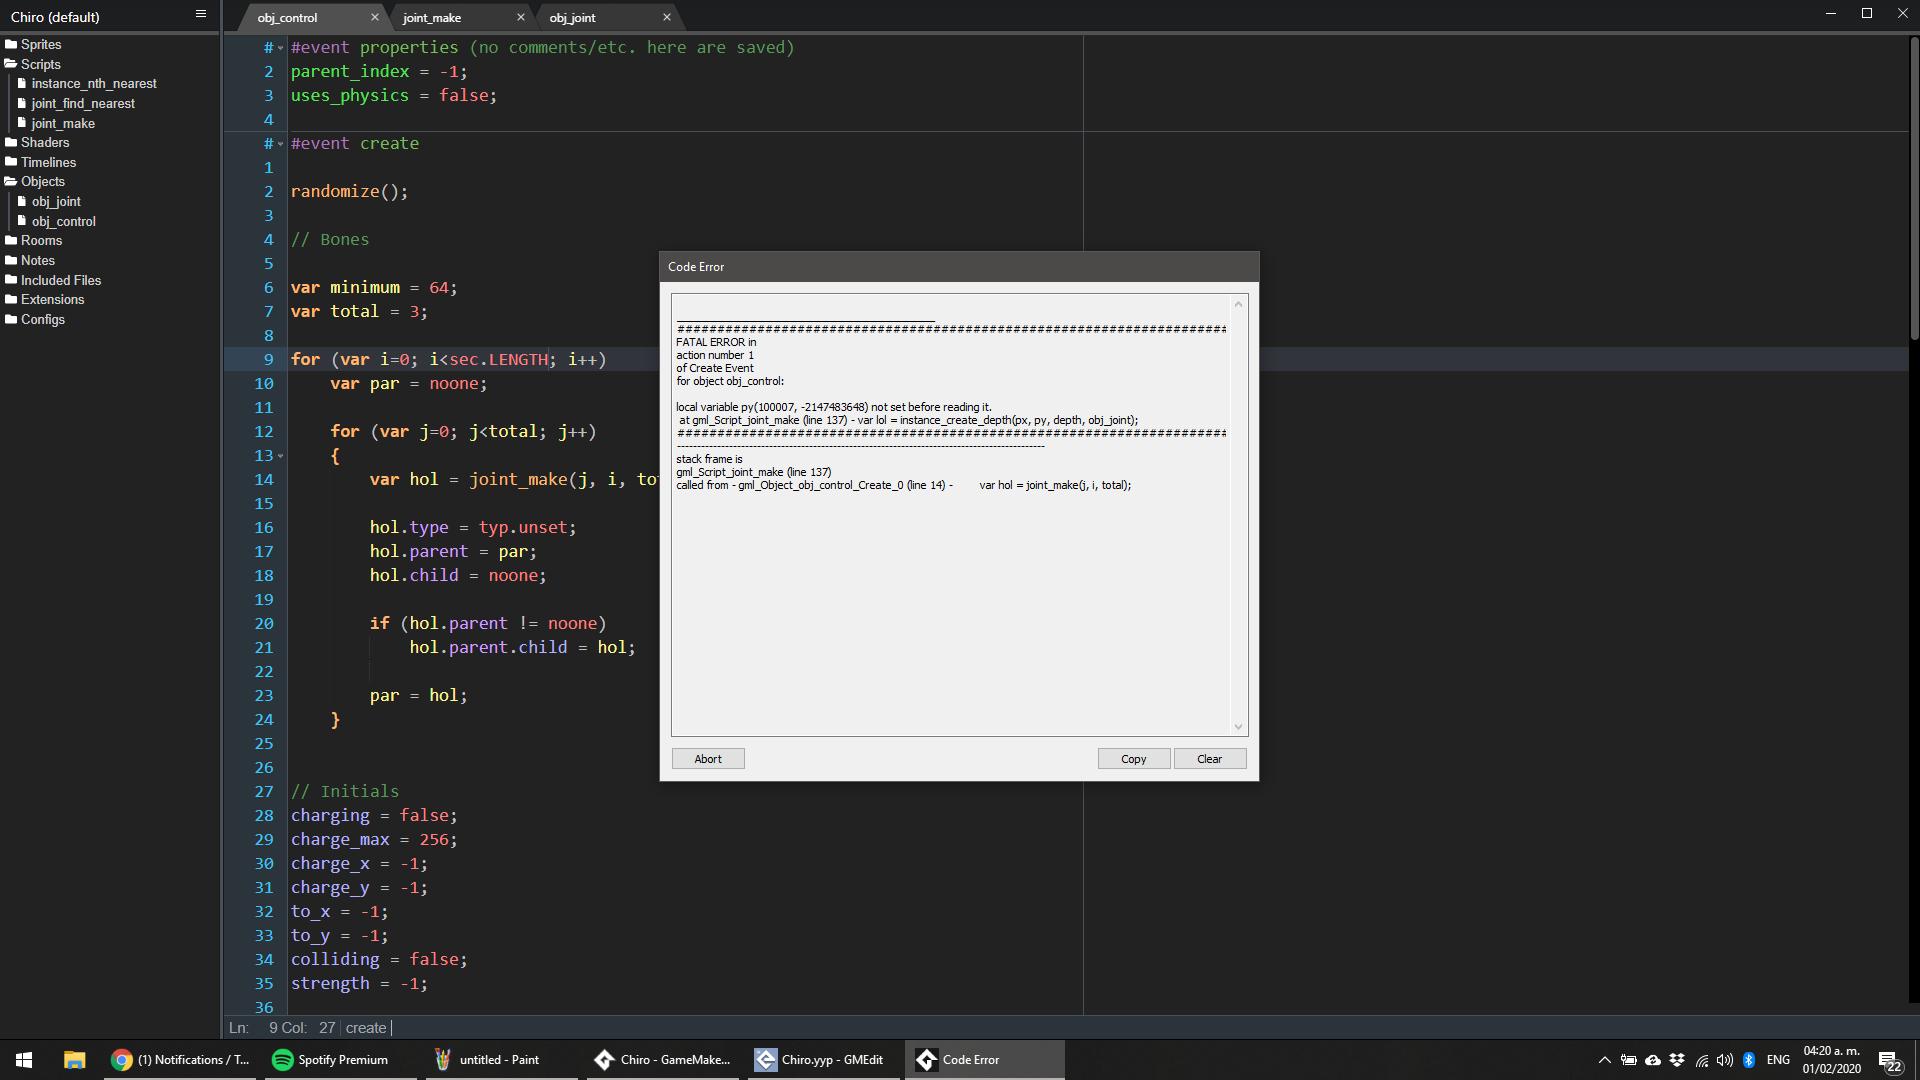 Chiro (default)
obj_control
joint_make
obj_joint
Sprites
Scripts
instance_nth_nearest
joint_find_nearest
joint_make
Shaders
Timelines
Objects
obj_joint
obj_control
Rooms
Notes
Included Files
Extensions
Configs
# #event properties (no comments/etc. here are saved)
2 parent_index = -1;
3 uses_physics = false;
4
# #event create
1
2 randomize();
3
4 // Bones
5
6 var minimum = 64;
7 var total = 3;
8
9 for (var i=0; i<sec.LENGTH; i++)
10 var par = noone;
11
12 for (var j=0; j<total; j++)
13 {
14 var hol = joint_make(j, i, to
15
16 hol.type = typ.unset;
17 hol.parent = par;
18 hol.child = noone;
19
20 if (hol.parent != noone)
21 hol.parent.child = hol;
22
23 par = hol;
24 }
25
26
27 // Initials
28 charging = false;
29 charge_max = 256;
30 charge_x = -1;
31 charge_y = -1;
32 to_x = -1;
33 to_y = -1;
34 colliding = false;
35 strength = -1;
36
Code Error
FATAL ERROR in
action number 1
of Create Event
for object obj_control:
local variable py(100007, -2147483648) not set before reading it.
at gml_Script_joint_make (line 137) - var lol = instance_create_depth(px, py, depth, obj_joint);
stack frame is
gml_Script_joint_make (line 137)
called from - gml_Object_obj_control_Create_0 (line 14) - var hol = joint_make(j, i, total);
Abort
Copy
Clear
Ln: 9 Col: 27 create
(1) Notifications / T...
Spotify Premium
untitled - Paint
Chiro - GameMake...
Chiro.yyp - GMEdit
Code Error
ENG
04:20 a. m.
01/02/2020
22